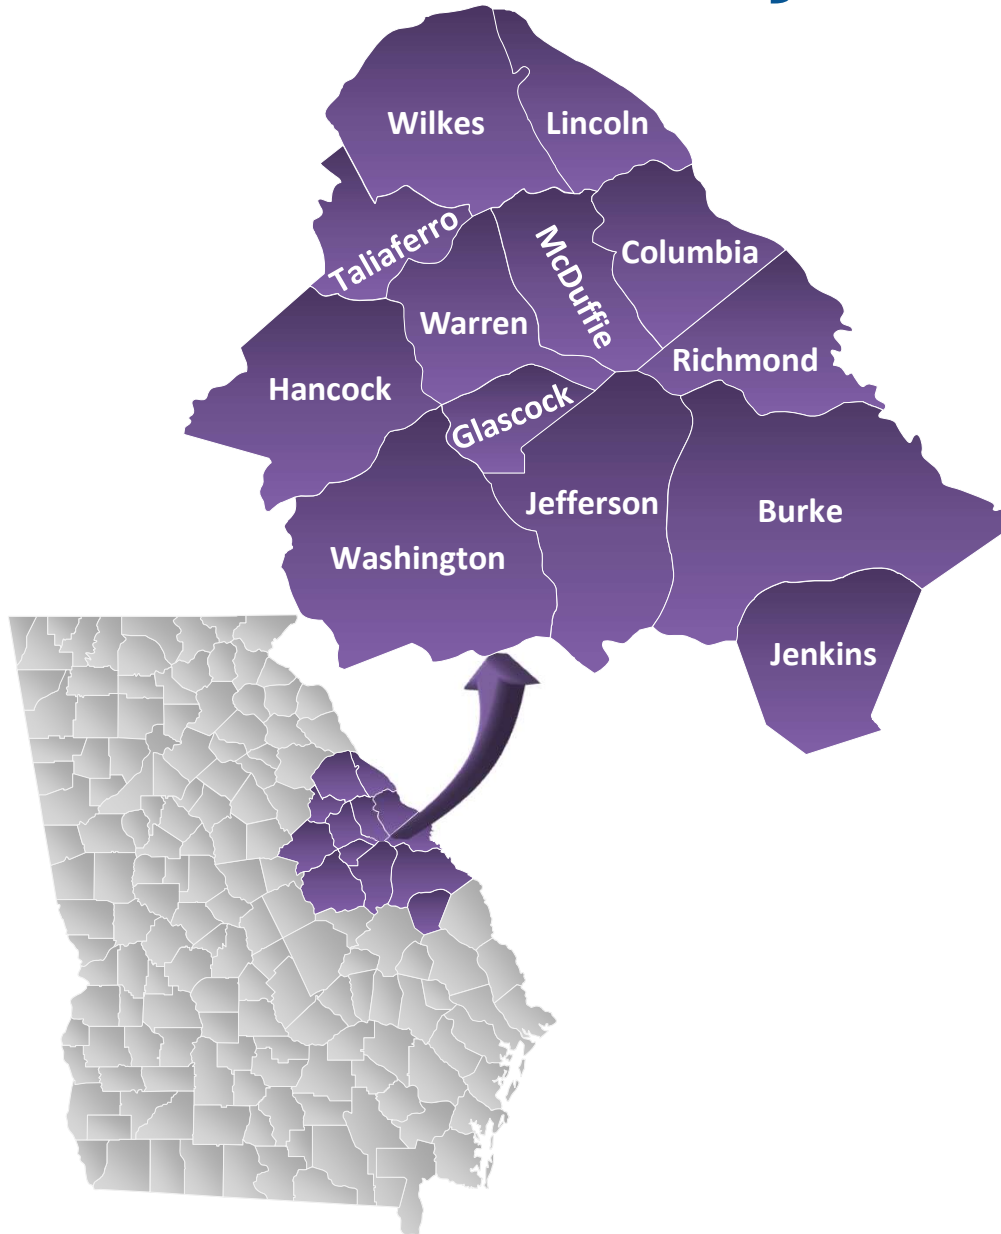 Wilkes
Lincoln
Taliaferro
McDuffie
Columbia
Warren
Richmond
Hancock
Glascock
Jefferson
Burke
Washington
Jenkins